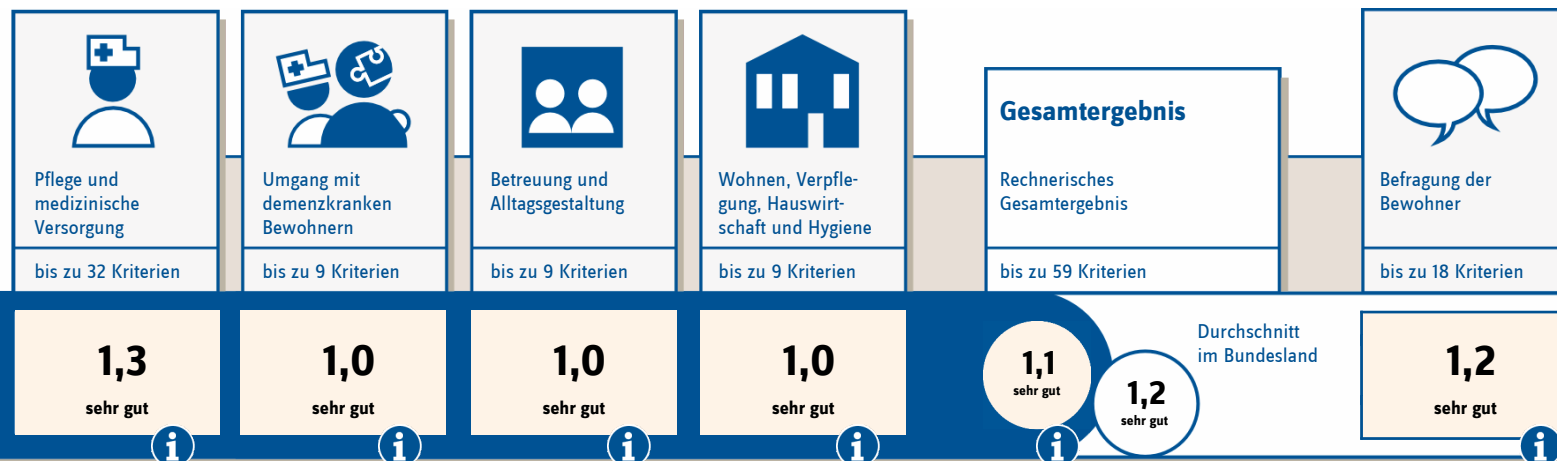 Pflege und
medizinische
Versorgung
bis zu 32 Kriterien
1,3
sehr gut
i
Umgang mit
demenzkranken
Bewohnern
bis zu 9 Kriterien
1,0
sehr gut
i
Betreuung und
Alltagsgestaltung
bis zu 9 Kriterien
1,0
sehr gut
i
Wohnen, Verpfle-
gung, Hauswirt-
schaft und Hygiene
bis zu 9 Kriterien
1,0
sehr gut
i
Gesamtergebnis
Rechnerisches
Gesamtergebnis
bis zu 59 Kriterien
1,1
sehr gut
i
Durchschnitt
im Bundesland
1,2
sehr gut
Befragung der
Bewohner
bis zu 18 Kriterien
1,2
sehr gut
i